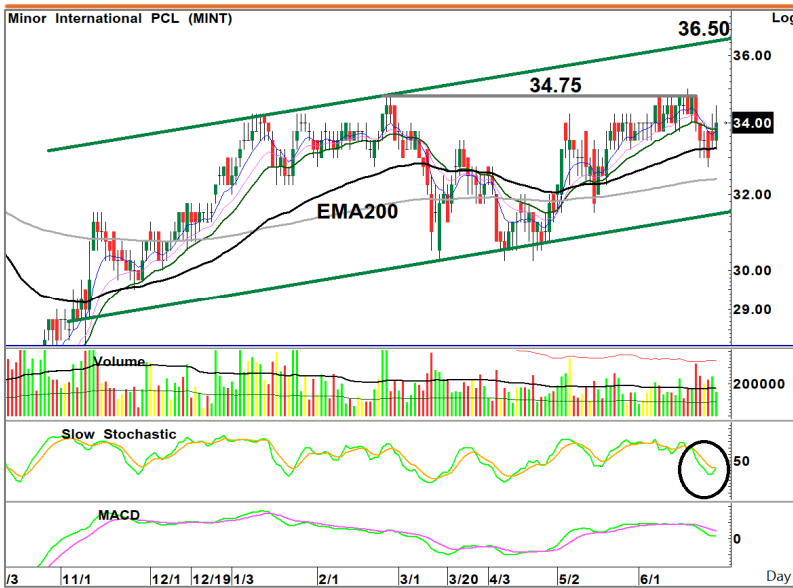 Minor International PCL (MINT)
Log
36.50
36.00
34.75
34.00
EMA200
32.00
30.00
29.00
Volume
200000
Slow Stochastic
50
MACD
0
/3 11/1 12/1 12/19 1/3 2/1 3/1 3/20 4/3 5/2 6/1 Day